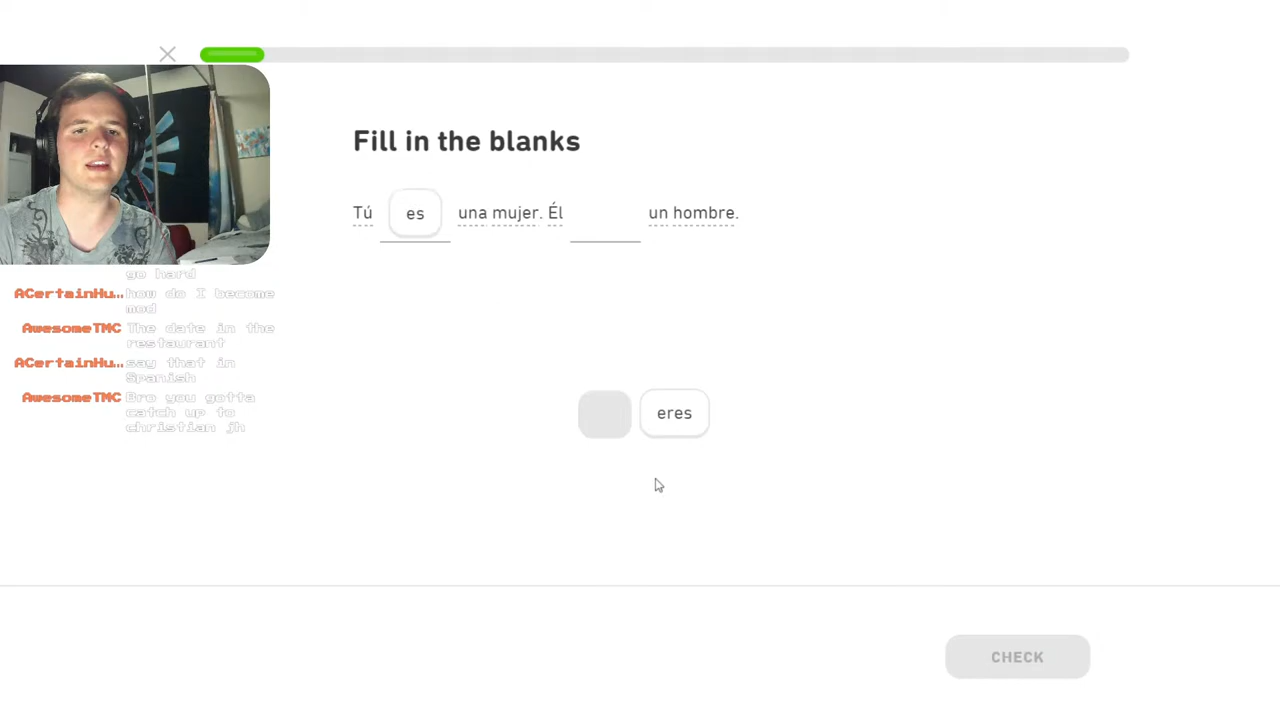 Fill in the blanks
Tú es una mujer. Él un hombre.
go hard
ACertainHu… how do I become
mod
AwesomeTMC The date in the
restaurant
ACertainHu… say that in
Spanish
AwesomeTMC Bro you gotta
catch up to
christian jh
eres
CHECK